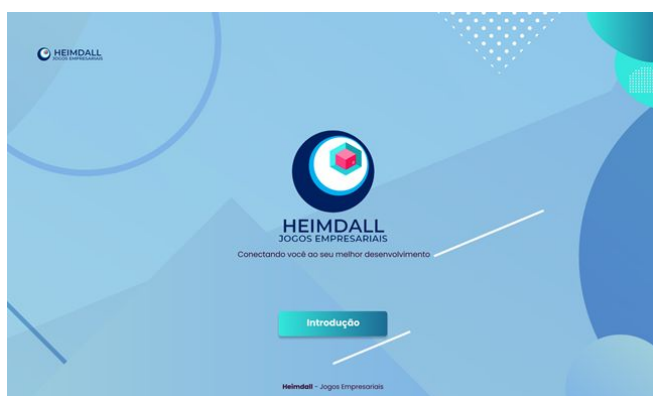 HEIMDALL
JOGOS EMPRESARIAIS
HEIMDALL
JOGOS EMPRESARIAIS
Conectando você ao seu melhor desenvolvimento
Introdução
Heimdall - Jogos Empresariais